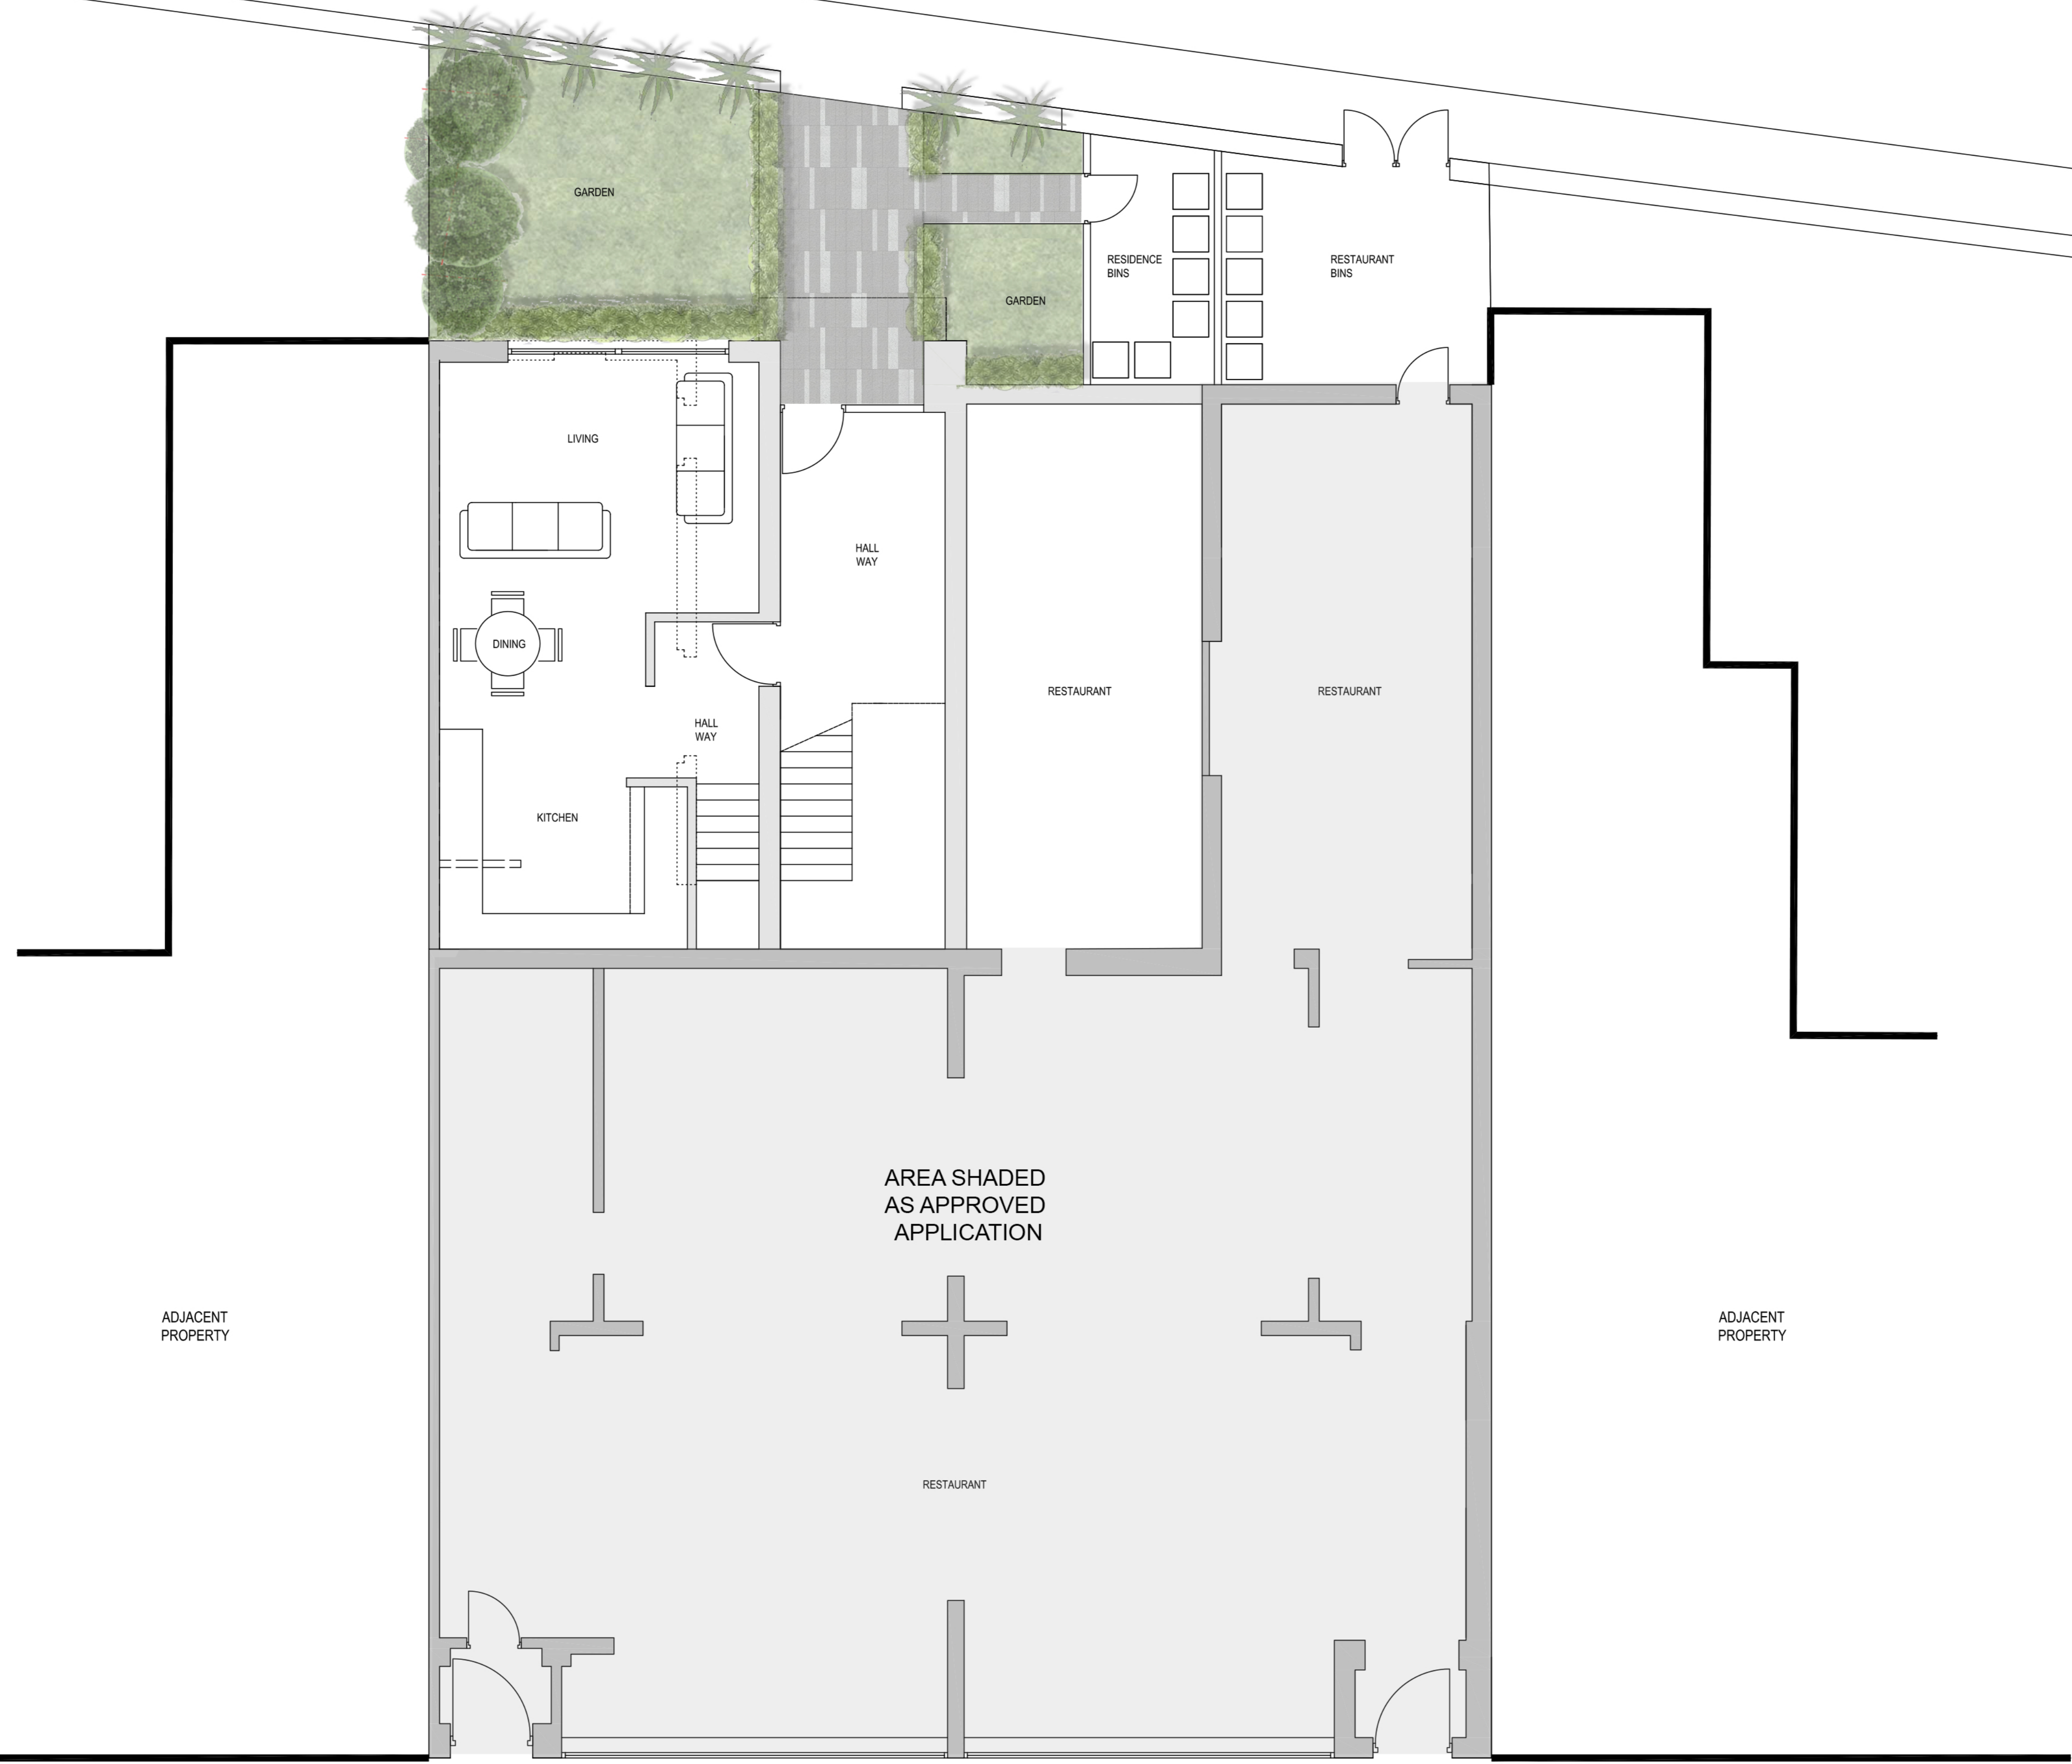 GARDEN
RESIDENCE
BINS
RESTAURANT
BINS
GARDEN
LIVING
HALL
WAY
DINING
RESTAURANT
RESTAURANT
HALL
WAY
KITCHEN
AREA SHADED
AS APPROVED
APPLICATION
ADJACENT
PROPERTY
ADJACENT
PROPERTY
RESTAURANT